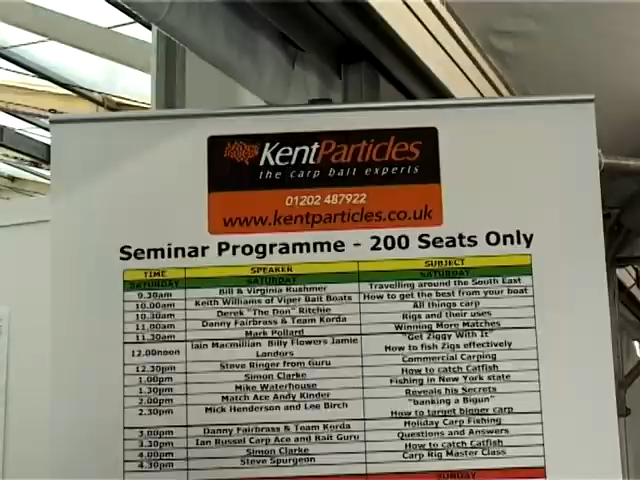 KentParticles
the carp bait experts
01202 487922
www.kentparticles.co.uk
Seminar Programme - 200 Seats Only
TIME SPEAKER SUBJECT
SATURDAY SATURDAY SATURDAY
9.30am Bill & Virginia Rushmer Travelling around the South East
10.00am Keith Williams of Viper Bait Boats How to get the best from your boat
10.30am Derek "The Don" Ritchie All things carp
11.00am Danny Fairbrass & Team Korda Rigs and their uses
11.30am Mark Pollard Winning More Matches
12.00noon Iain Macmillan Billy Flowers Jamie Londors "Get Ziggy With It" How to fish Zigs effectively
12.30pm Steve Ringer from Guru Commercial Carping
1.00pm Simon Clarke How to catch Catfish
1.30pm Mike Waterhouse Fishing in New York state
2.00pm Match Ace Andy Kinder Reveals his Secrets
2.30pm Mick Henderson and Lee Birch "banking a Bigun" How to target bigger carp
3.00pm Danny Fairbrass & Team Korda Holiday Carp Fishing
3.30pm Ian Russel Carp Ace and Bait Guru Questions and Answers
4.00pm Simon Clarke How to catch Catfish
4.30pm Steve Spurgeon Carp Rig Master Class
SUNDAY